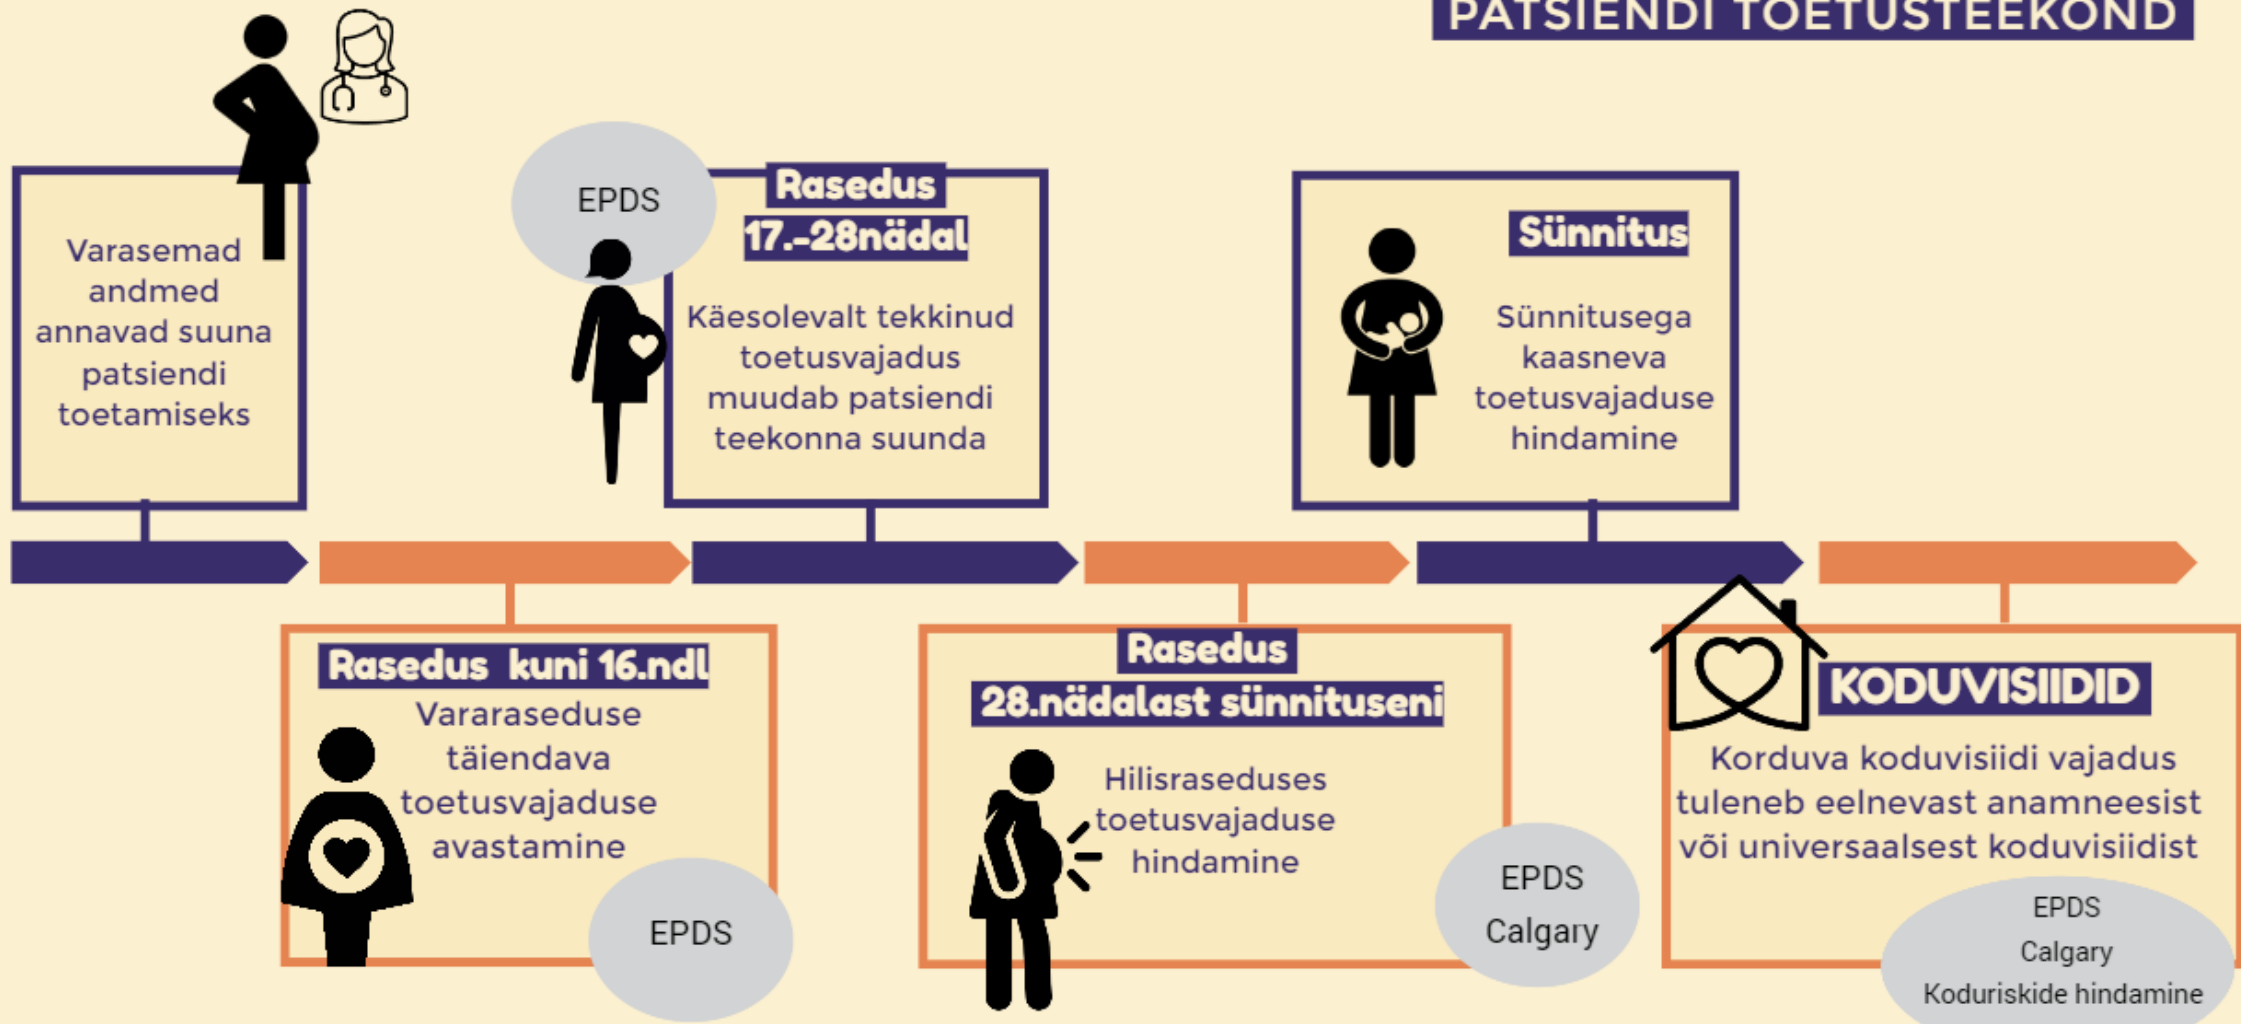 PATSIENDI TOETUSTEEKOND
Varasemad
andmed
annavad suuna
patsiendi
toetamiseks
Rasedus kuni 16.ndl
Vararaseduse
täiendava
toetusvajaduse
avastamine
EPDS
EPDS
Rasedus
17.-28nädal
Käesolevalt tekkinud
toetusvajadus
muudab patsiendi
teekonna suunda
Rasedus
28.nädalast sünnituseni
Hilisraseduses
toetusvajaduse
hindamine
EPDS
Calgary
Sünnitus
Sünnitusega
kaasneva
toetusvajaduse
hindamine
KODUVISIIDID
Korduva koduvisiidi vajadus
tuleneb eelnevast anamneesist
või universaalsest koduvisiidist
EPDS
Calgary
Koduriskide hindamine